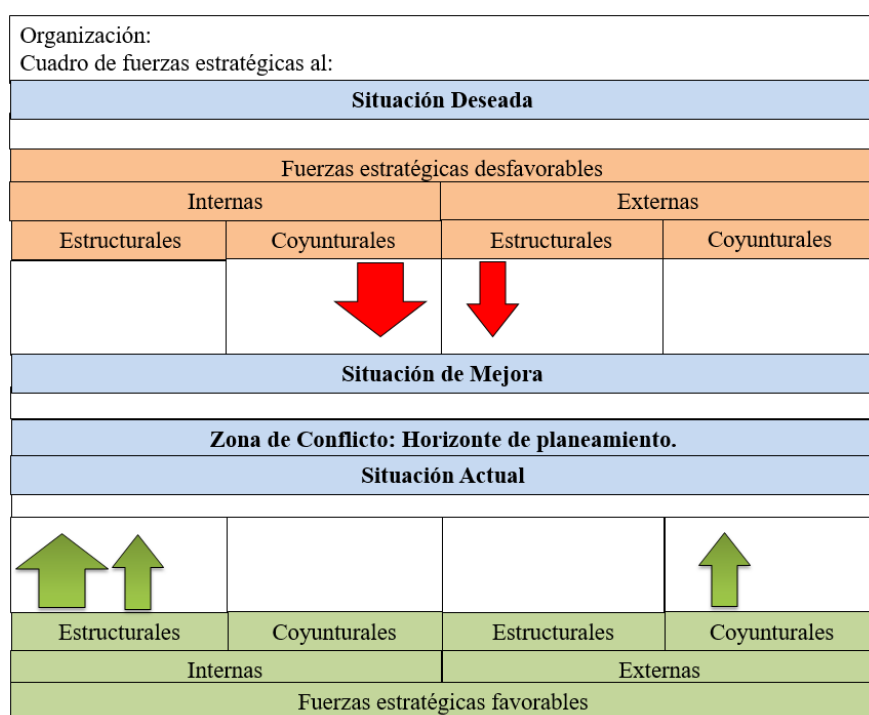 Organización:
Cuadro de fuerzas estratégicas al:
Situación Deseada
Fuerzas estratégicas desfavorables
Internas Externas
Estructurales Coyunturales Estructurales Coyunturales
Situación de Mejora
Zona de Conflicto: Horizonte de planeamiento.
Situación Actual
Estructurales Coyunturales Estructurales Coyunturales
Internas Externas
Fuerzas estratégicas favorables